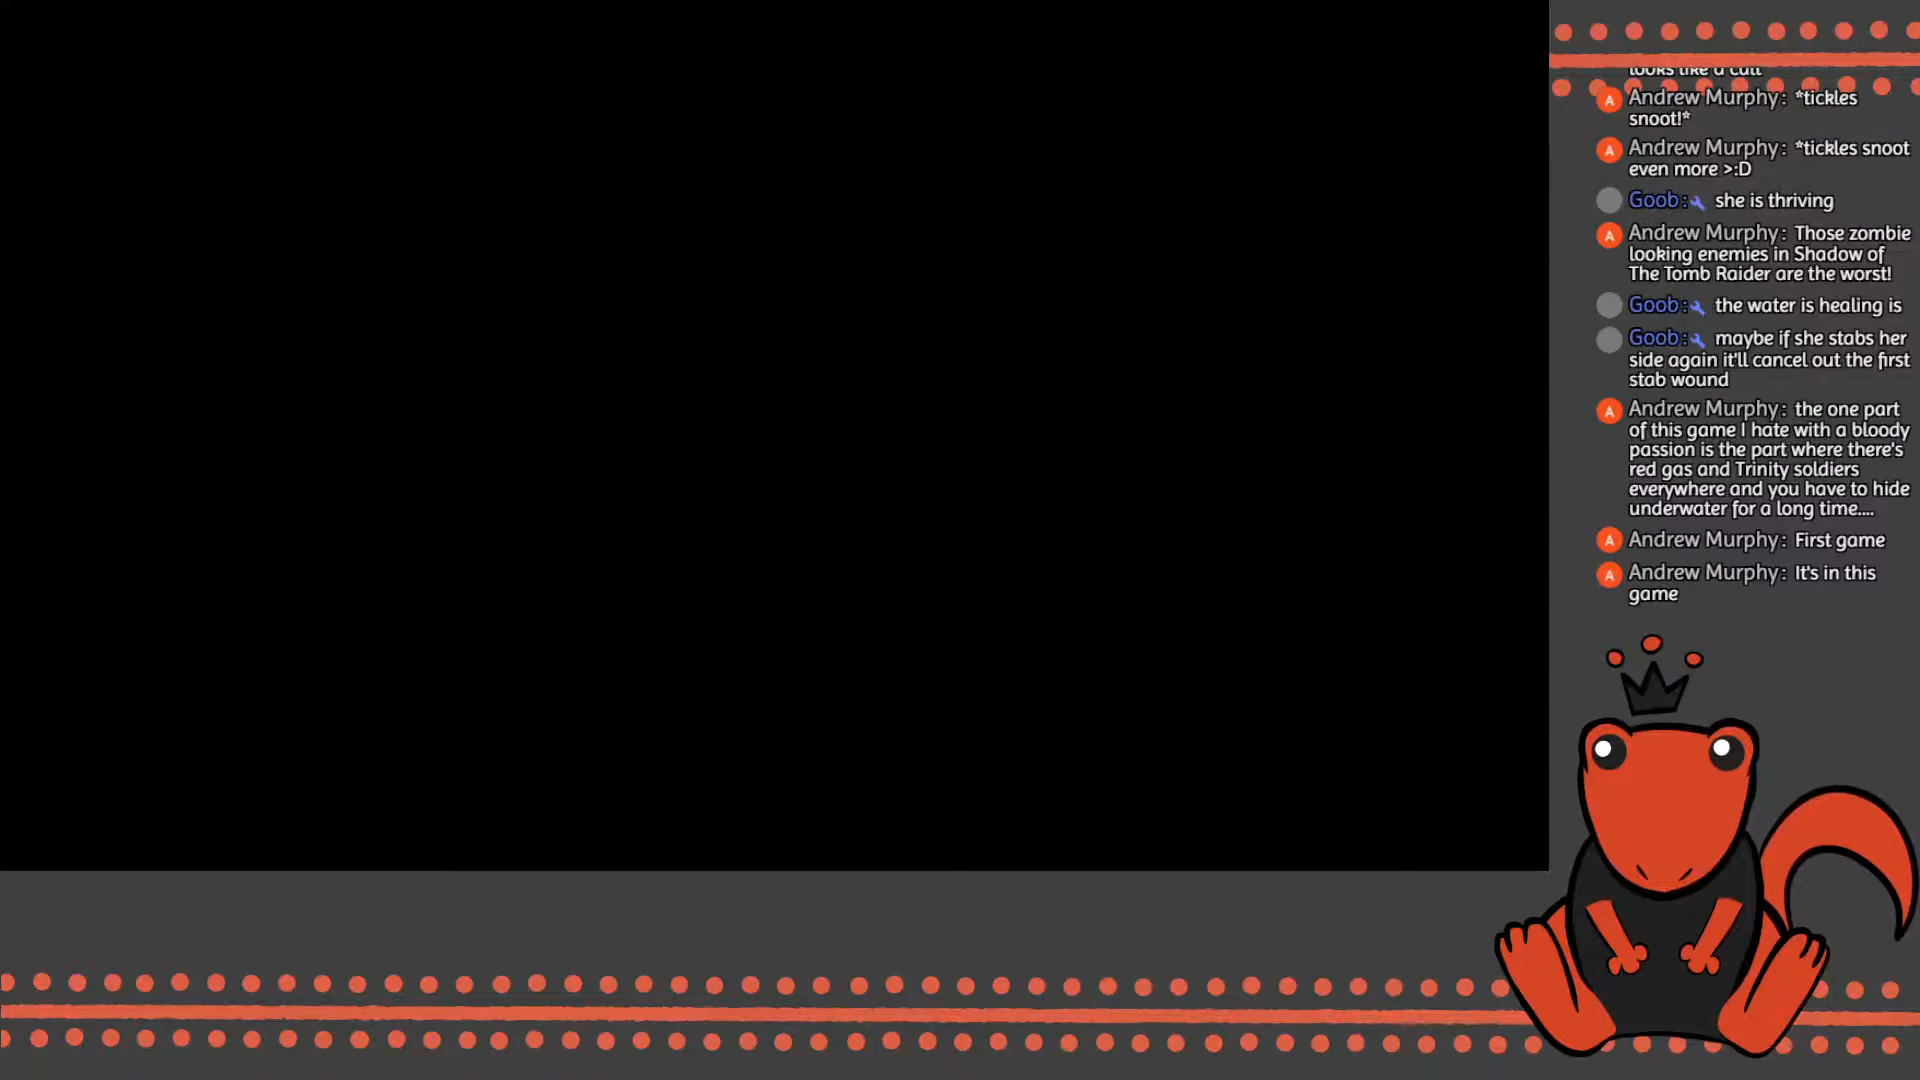 looks like a cult
A Andrew Murphy: *tickles
snoot!*
A Andrew Murphy: *tickles snoot
even more >:D
Goob: she is thriving
A Andrew Murphy: Those zombie
looking enemies in Shadow of
The Tomb Raider are the worst!
Goob: the water is healing is
Goob: maybe if she stabs her
side again it'll cancel out the first
stab wound
A Andrew Murphy: the one part
of this game I hate with a bloody
passion is the part where there's
red gas and Trinity soldiers
everywhere and you have to hide
underwater for a long time....
A Andrew Murphy: First game
A Andrew Murphy: It's in this
game